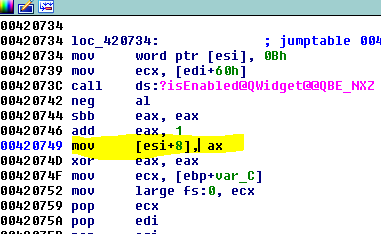 00420734
00420734 loc_420734: ; jumptable 004
00420734 mov word ptr [esi], 0Bh
00420739 mov ecx, [edi+60h]
0042073C call ds:?isEnabled@QWidget@@QBE_NXZ
00420742 neg al
00420744 sbb eax, eax
00420746 add eax, 1
00420749 mov [esi+8], ax
0042074D xor eax, eax
0042074F mov ecx, [ebp+var_C]
00420752 mov large fs:0, ecx
00420759 pop ecx
0042075A pop edi